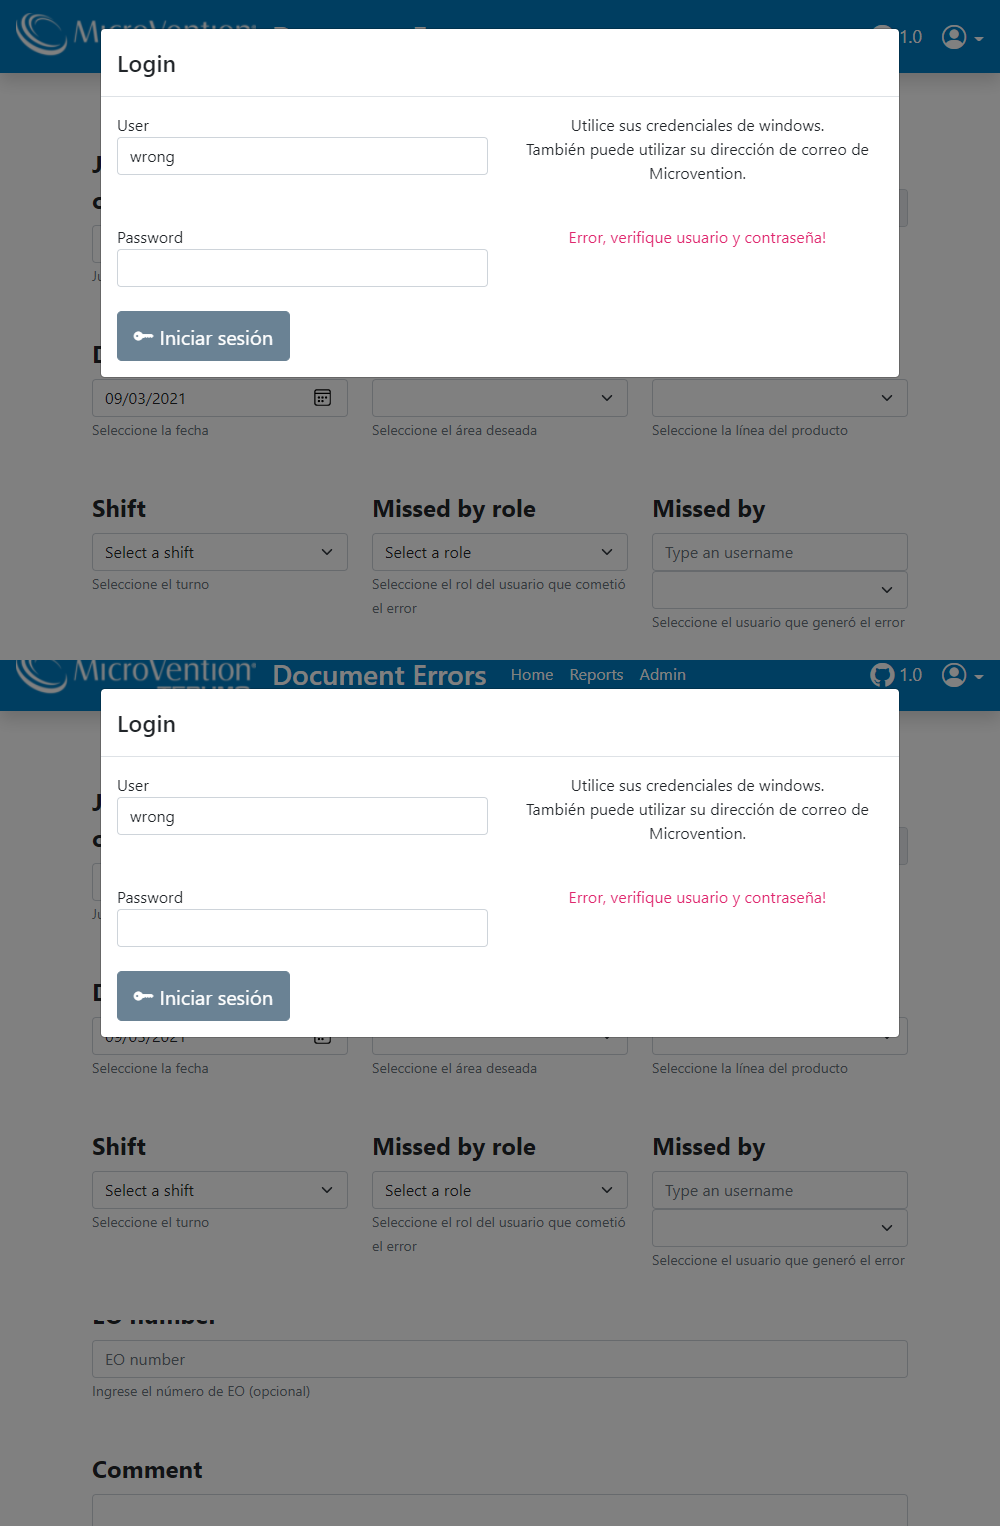 MicroVention
1.0
Login
User
Utilice sus credenciales de windows.
wrong
También puede utilizar su dirección de correo de
Microvention.
Password
Error, verifique usuario y contraseña!
Iniciar sesión
09/03/2021
Seleccione la fecha
Seleccione el área deseada
Seleccione la línea del producto
Shift
Missed by role
Missed by
Select a shift
Select a role
Type an username
Seleccione el turno
Seleccione el rol del usuario que cometió
el error
Seleccione el usuario que generó el error
MicroVention
Document Errors
Home
Reports
Admin
1.0
Login
User
Utilice sus credenciales de windows.
wrong
También puede utilizar su dirección de correo de
Microvention.
Password
Error, verifique usuario y contraseña!
Iniciar sesión
09/03/2021
Seleccione la fecha
Seleccione el área deseada
Seleccione la línea del producto
Shift
Missed by role
Missed by
Select a shift
Select a role
Type an username
Seleccione el turno
Seleccione el rol del usuario que cometió
el error
Seleccione el usuario que generó el error
EO number
EO number
Ingrese el número de EO (opcional)
Comment